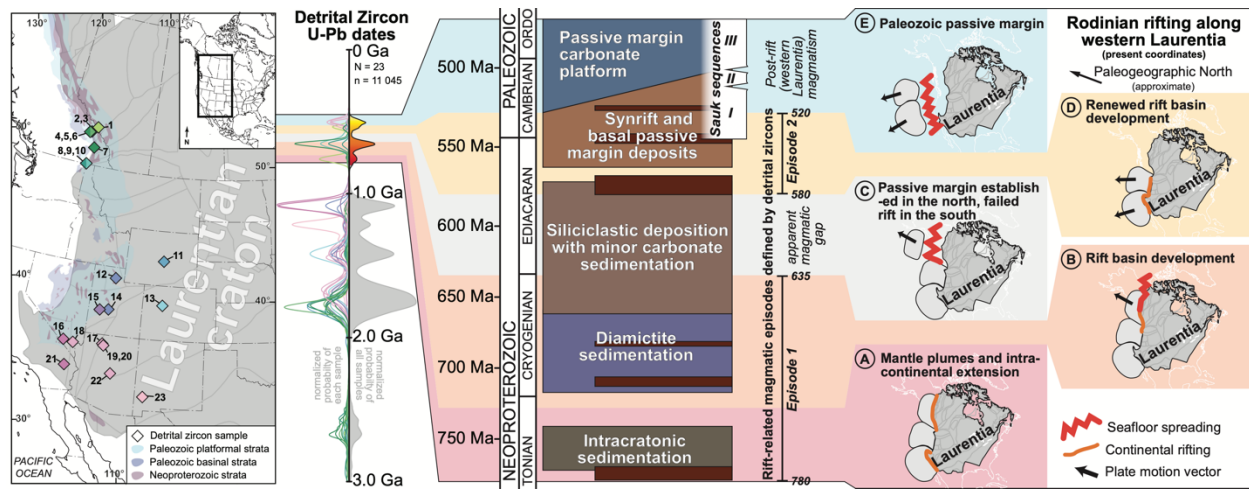 130°
120°
110°
N
50°
40°
40°
30°
110°
2,3
1
4,5,6
8,9,10
7
11
12
13
15
14
16
18
17
19,20
21
22
23
Laurentian
craton
PACIFIC
OCEAN
Detrital zircon sample
Paleozoic platformal strata
Paleozoic basinal strata
Neoproterozoic strata
Detrital Zircon
U-Pb dates
0 Ga
N = 23
n = 11 045
1.0 Ga
2.0 Ga
3.0 Ga
normalized
probabilty of
each sample
normalized
probabilty of
all samples
500 Ma
550 Ma
600 Ma
650 Ma
700 Ma
750 Ma
PALEOZOIC
NEOPROTEROZOIC
ORDO
CAMBRIAN
EDIACARAN
CRYOGENIAN
TONIAN
Passive margin
carbonate
platform
Synrift and basal passive
margin deposits
Siliciclastic deposition
with minor carbonate
sedimentation
Diamictite
sedimentation
Intracratonic
sedimentation
Sauk sequences
III
II
I
Rift-related magmatic episodes defined by detrital zircons
Post-rift (western
Laurentia)
magmatism
520
Episode 2
580
apparent
magmatic
gap
635
Episode 1
780
E Paleozoic passive margin
Laurentia
C Passive margin establish
-ed in the north, failed
rift in the south
Laurentia
A Mantle plumes and intra-
continental extension
Laurentia
Rodinian rifting along
western Laurentia
(present coordinates)
Paleogeographic North
(approximate)
D Renewed rift basin
development
Laurentia
B Rift basin development
Laurentia
Seafloor spreading
Continental rifting
Plate motion vector